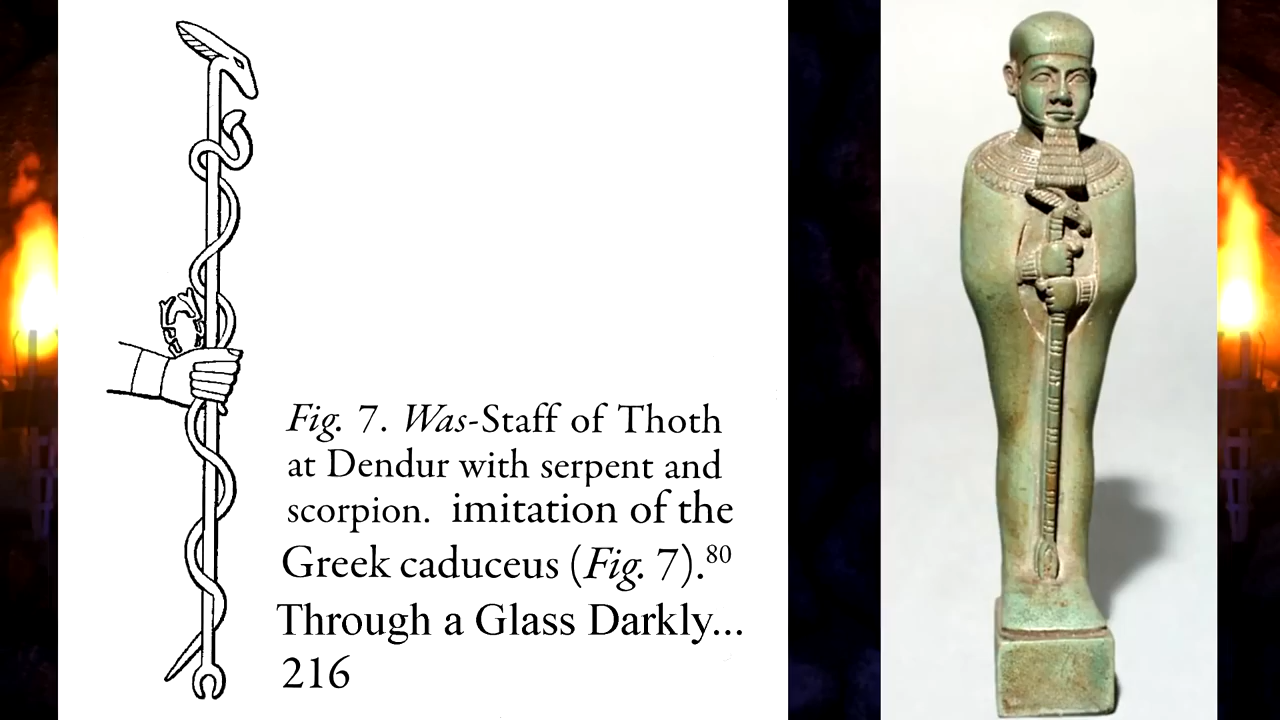 Fig. 7. Was-Staff of Thoth
at Dendur with serpent and
scorpion. imitation of the
Greek caduceus (Fig. 7).80
Through a Glass Darkly...
216